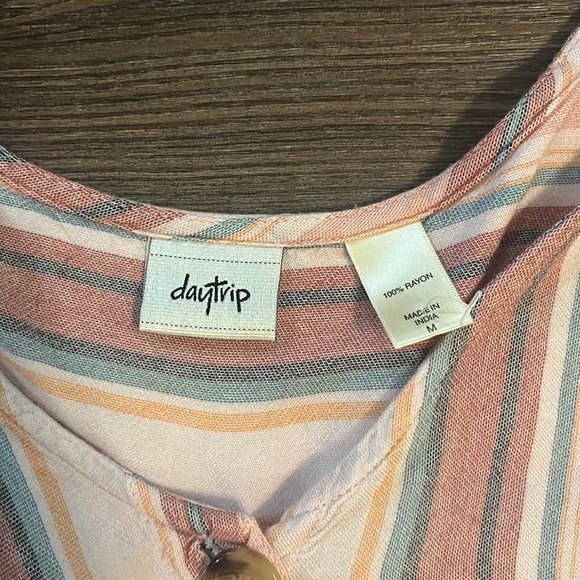 daytrip
100% RAYON
MADE IN
INDIA
M